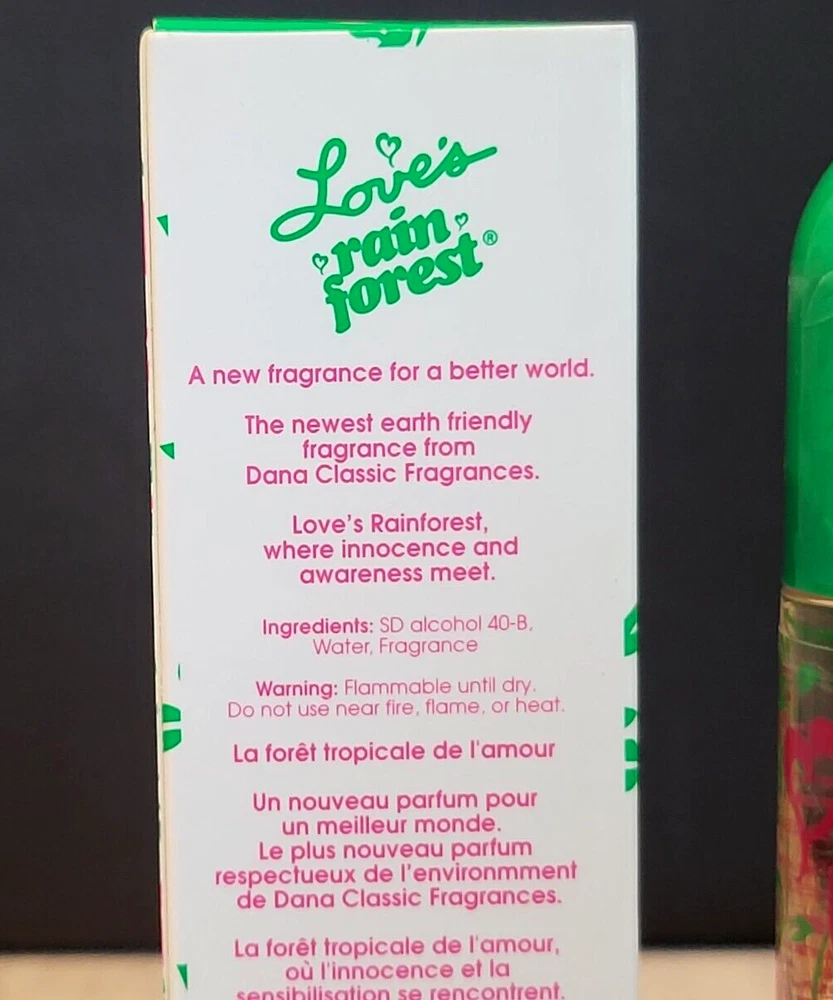 Love's
rain
forest®
A new fragrance for a better world.
The newest earth friendly
fragrance from
Dana Classic Fragrances.
Love's Rainforest,
where innocence and
awareness meet.
Ingredients: SD alcohol 40-B,
Water, Fragrance
Warning: Flammable until dry.
Do not use near fire, flame, or heat.
La forêt tropicale de l'amour
Un nouveau parfum pour
un meilleur monde.
Le plus nouveau parfum
respectueux de l'environmment
de Dana Classic Fragrances.
La forêt tropicale de l'amour,
où l'innocence et la
sensibilisation se rencontrent.